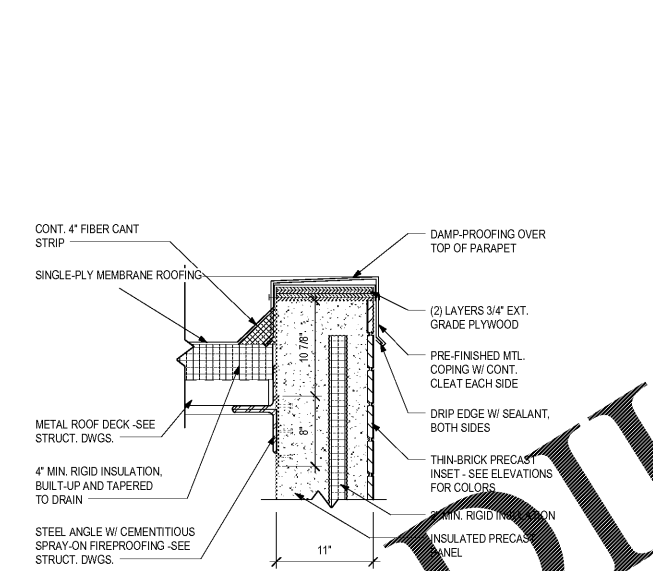 CONT. 4" FIBER CANT
STRIP
SINGLE-PLY MEMBRANE ROOFING
METAL ROOF DECK -SEE
STRUCT. DWGS.
4" MIN. RIGID INSULATION,
BUILT-UP AND TAPERED
TO DRAIN
STEEL ANGLE W/ CEMENTITIOUS
SPRAY-ON FIREPROOFING -SEE
STRUCT. DWGS.
10 7/8"
8"
11"
DAMP-PROOFING OVER
TOP OF PARAPET
(2) LAYERS 3/4" EXT.
GRADE PLYWOOD
PRE-FINISHED MTL.
COPING W/ CONT.
CLEAT EACH SIDE
DRIP EDGE W/ SEALANT,
BOTH SIDES
THIN-BRICK PRECAST
INSET - SEE ELEVATIONS
FOR COLORS
MIN. RIGID INSULATION
INSULATED PRECAST
PANEL